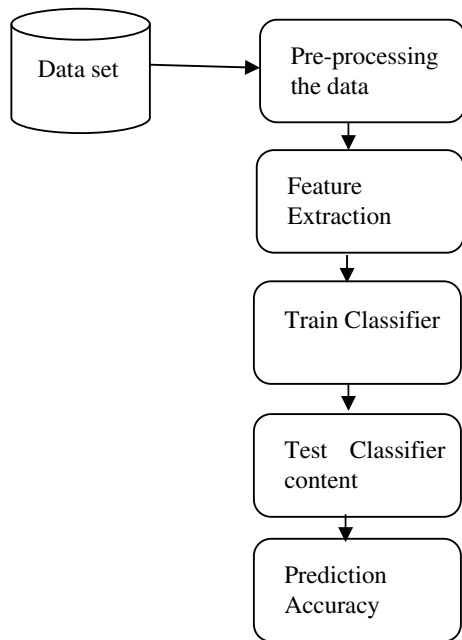 Data set
Pre-processing
the data
Feature
Extraction
Train Classifier
Test Classifier
content
Prediction
Accuracy